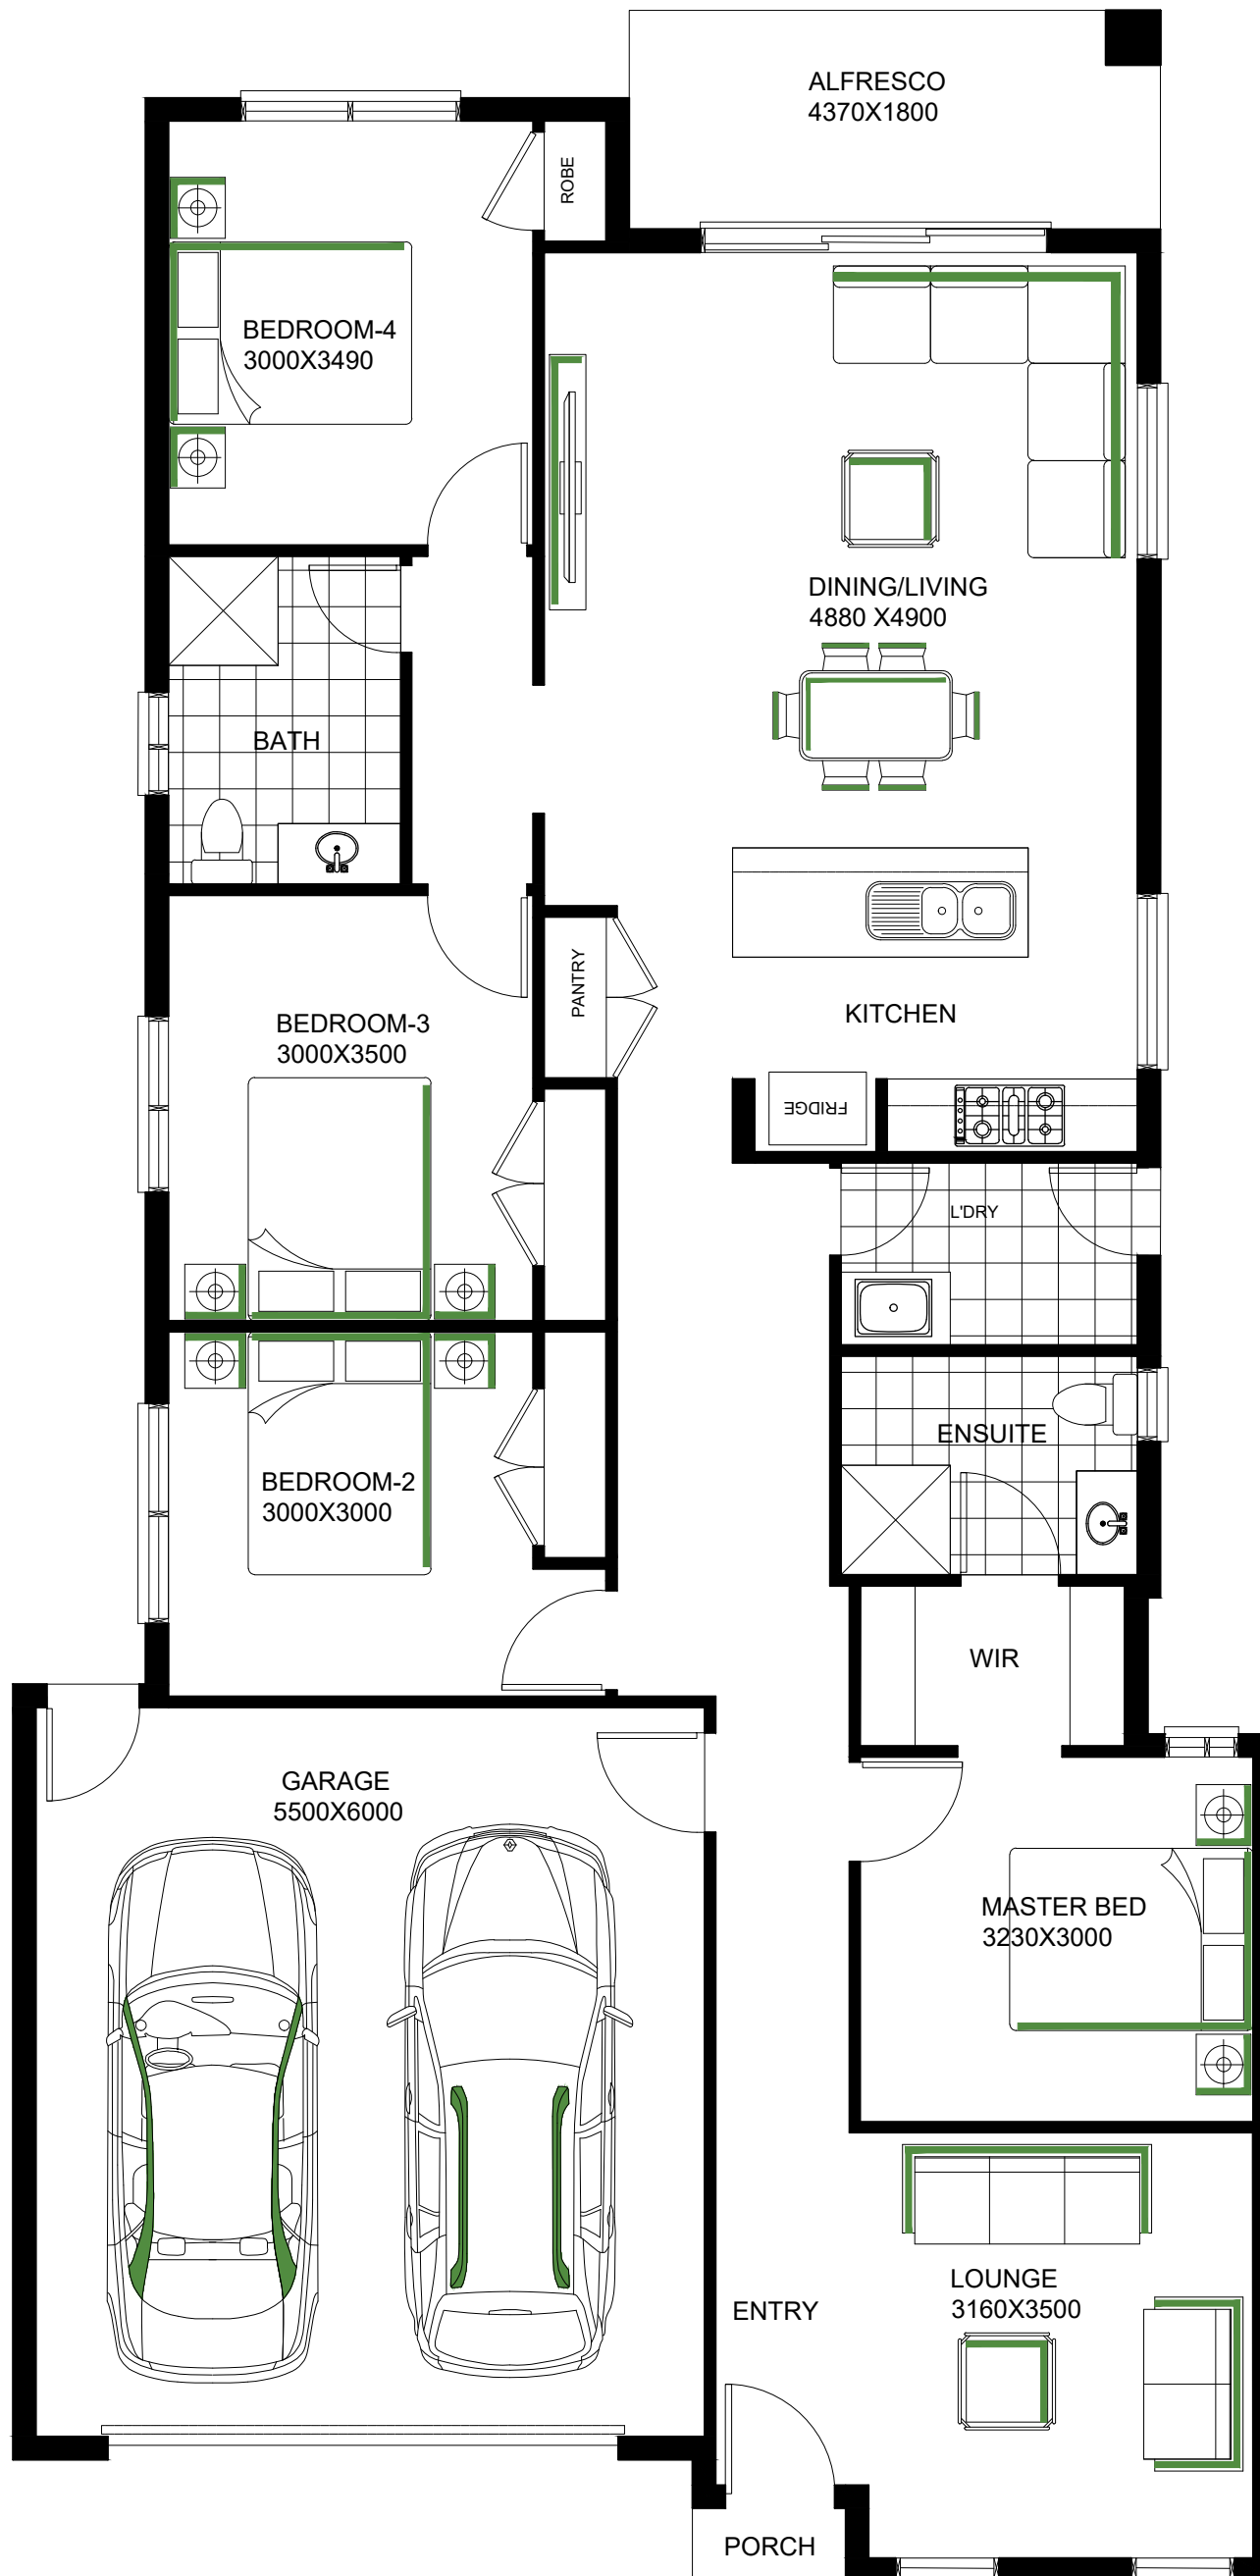 ALFRESCO
4370X1800
ROBE
BEDROOM-4
3000X3490
DINING/LIVING
4880 X4900
BATH
PANTRY
KITCHEN
BEDROOM-3
3000X3500
FRIDGE
L'DRY
ENSUITE
BEDROOM-2
3000X3000
WIR
GARAGE
5500X6000
MASTER BED
3230X3000
LOUNGE
3160X3500
ENTRY
PORCH